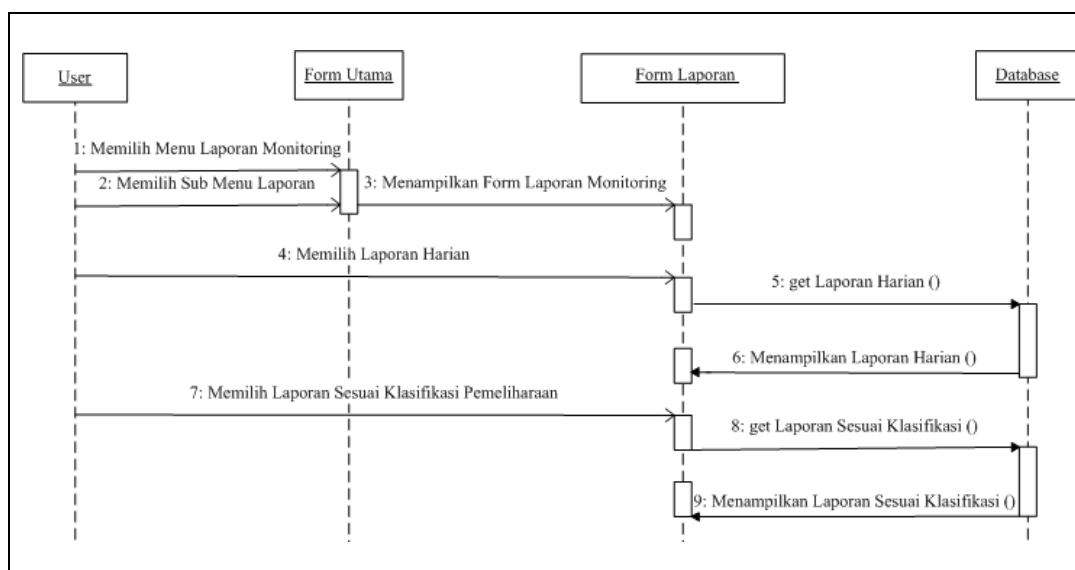 User
Form Utama
Form Laporan
Database
1: Memilih Menu Laporan Monitoring
2: Memilih Sub Menu Laporan
3: Menampilkan Form Laporan Monitoring
4: Memilih Laporan Harian
5: get Laporan Harian ()
6: Menampilkan Laporan Harian ()
7: Memilih Laporan Sesuai Klasifikasi Pemeliharaan
8: get Laporan Sesuai Klasifikasi ()
9: Menampilkan Laporan Sesuai Klasifikasi ()